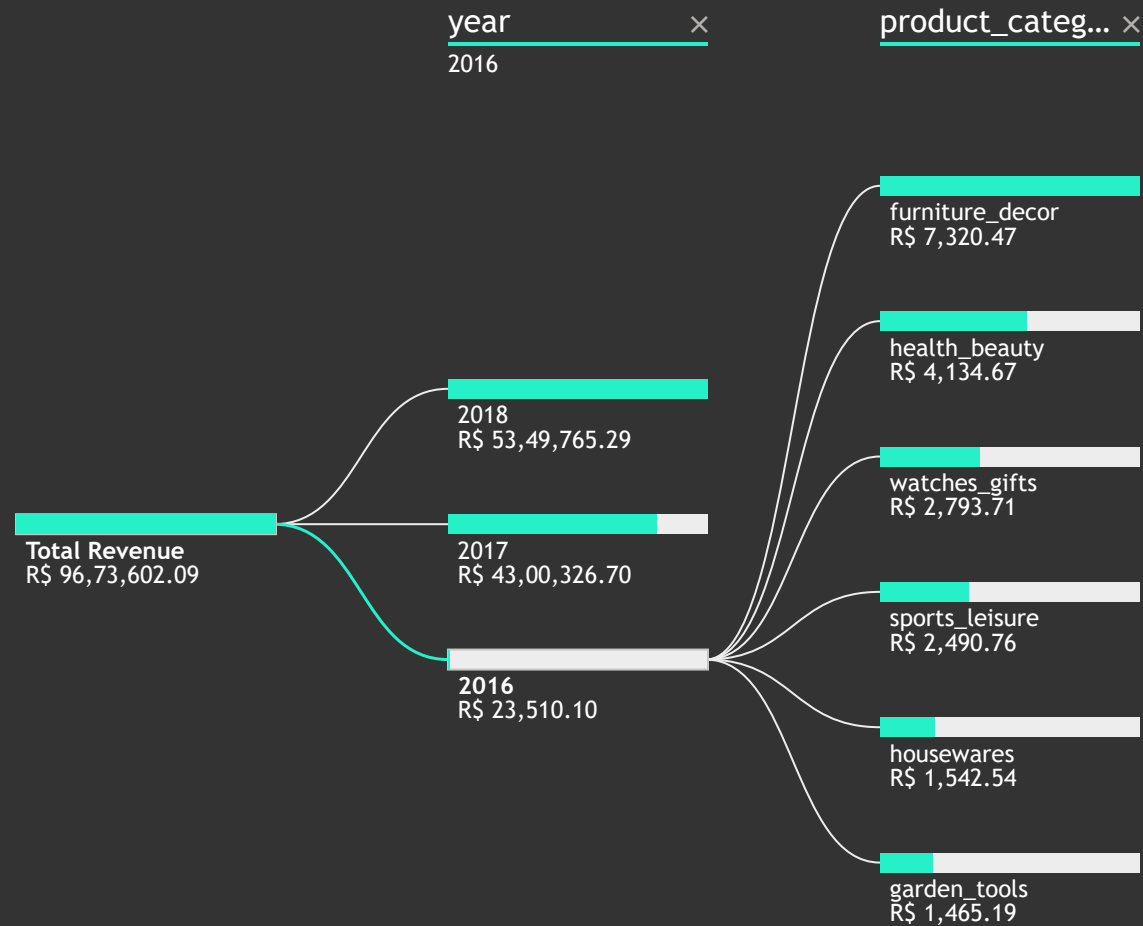 year
2016
product_categ...
furniture_decor
R$ 7,320.47
health_beauty
R$ 4,134.67
2018
R$ 53,49,765.29
watches_gifts
R$ 2,793.71
Total Revenue
R$ 96,73,602.09
2017
R$ 43,00,326.70
sports_leisure
R$ 2,490.76
2016
R$ 23,510.10
housewares
R$ 1,542.54
garden_tools
R$ 1,465.19